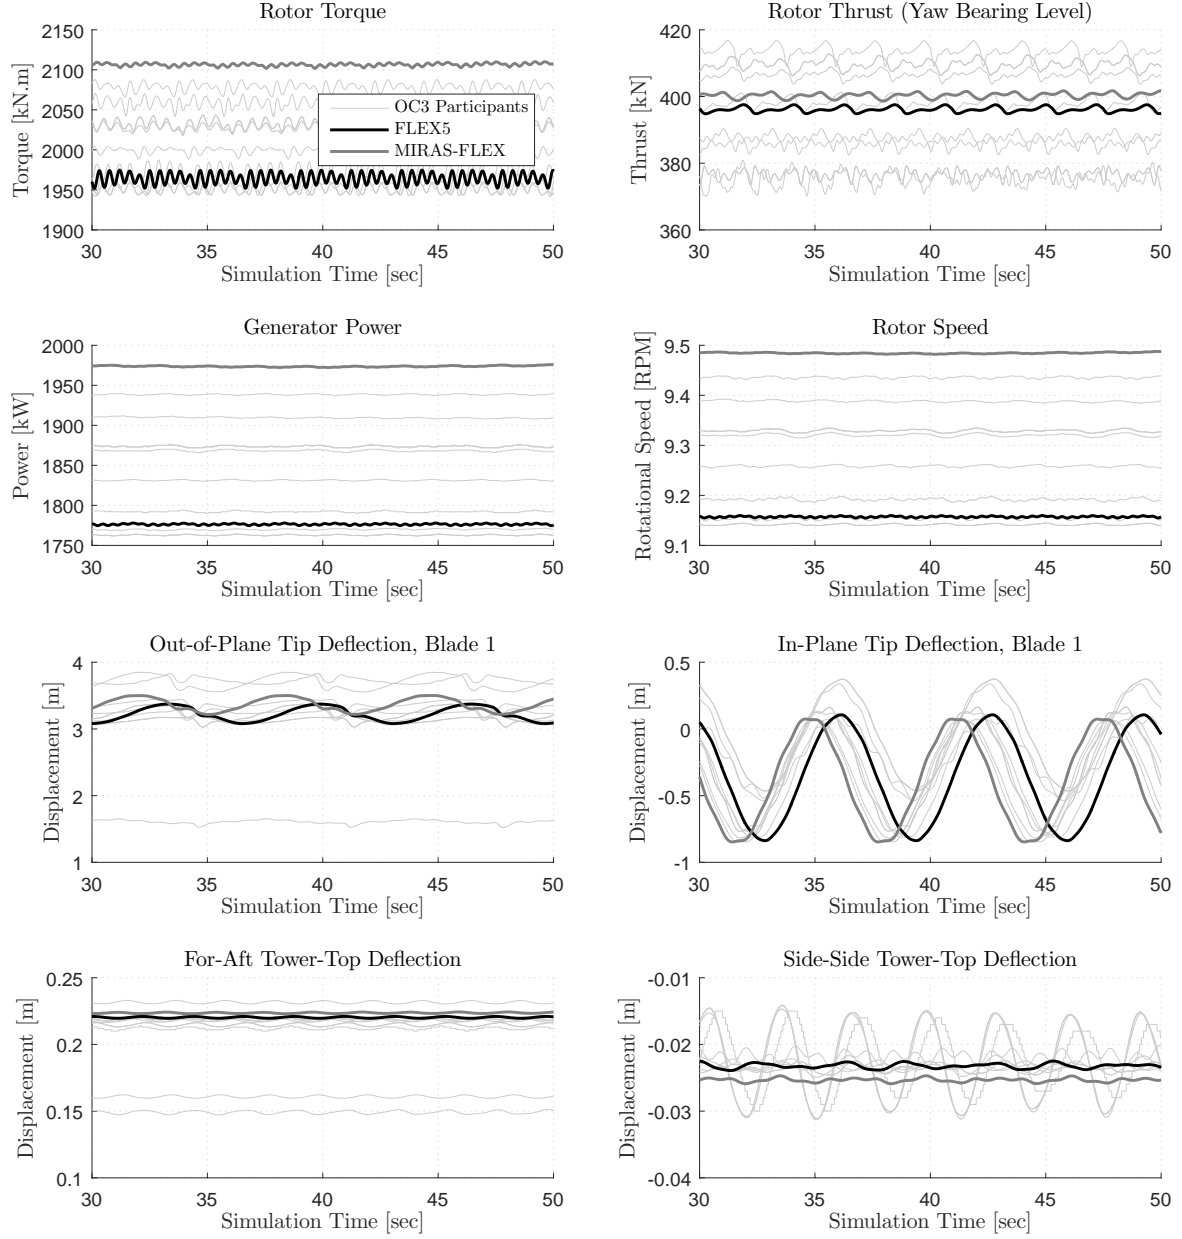 Rotor Torque
2150
2100
2050
2000
1950
1900
Torque [kN.m]
OC3 Participants
FLEX5
MIRAS-FLEX
30 35 40 45 50
Simulation Time [sec]
Rotor Thrust (Yaw Bearing Level)
420
400
380
360
Thrust [kN]
30 35 40 45 50
Simulation Time [sec]
Generator Power
2000
1950
1900
1850
1800
1750
Power [kW]
30 35 40 45 50
Simulation Time [sec]
Rotor Speed
9.5
9.4
9.3
9.2
9.1
Rotational Speed [RPM]
30 35 40 45 50
Simulation Time [sec]
Out-of-Plane Tip Deflection, Blade 1
4
3
2
1
Displacement [m]
30 35 40 45 50
Simulation Time [sec]
In-Plane Tip Deflection, Blade 1
0.5
0
-0.5
-1
Displacement [m]
30 35 40 45 50
Simulation Time [sec]
For-Aft Tower-Top Deflection
0.25
0.2
0.15
0.1
Displacement [m]
30 35 40 45 50
Simulation Time [sec]
Side-Side Tower-Top Deflection
-0.01
-0.02
-0.03
-0.04
Displacement [m]
30 35 40 45 50
Simulation Time [sec]